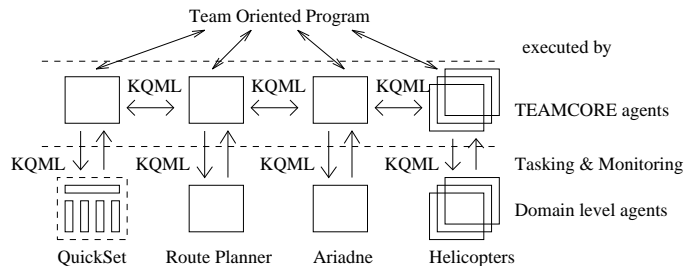 Team Oriented Program
executed by
KQML KQML KQML
TEAMCORE agents
KQML KQML KQML KQML Tasking & Monitoring
Domain level agents
QuickSet Route Planner Ariadne Helicopters